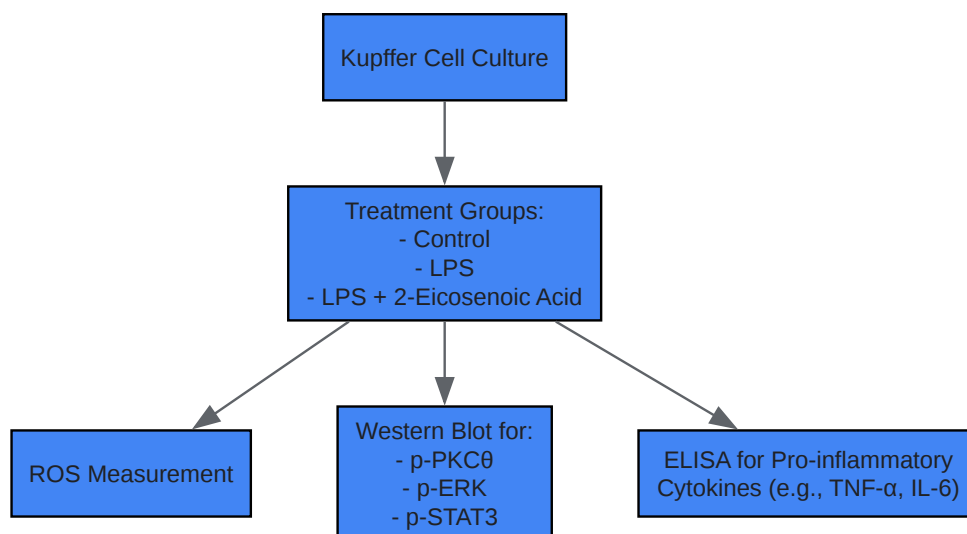 Kupffer Cell Culture
Treatment Groups:
- Control
- LPS
- LPS + 2-Eicosenoic Acid
ROS Measurement
Western Blot for:
- p-PKCθ
- p-ERK
- p-STAT3
ELISA for Pro-inflammatory
Cytokines (e.g., TNF-α, IL-6)